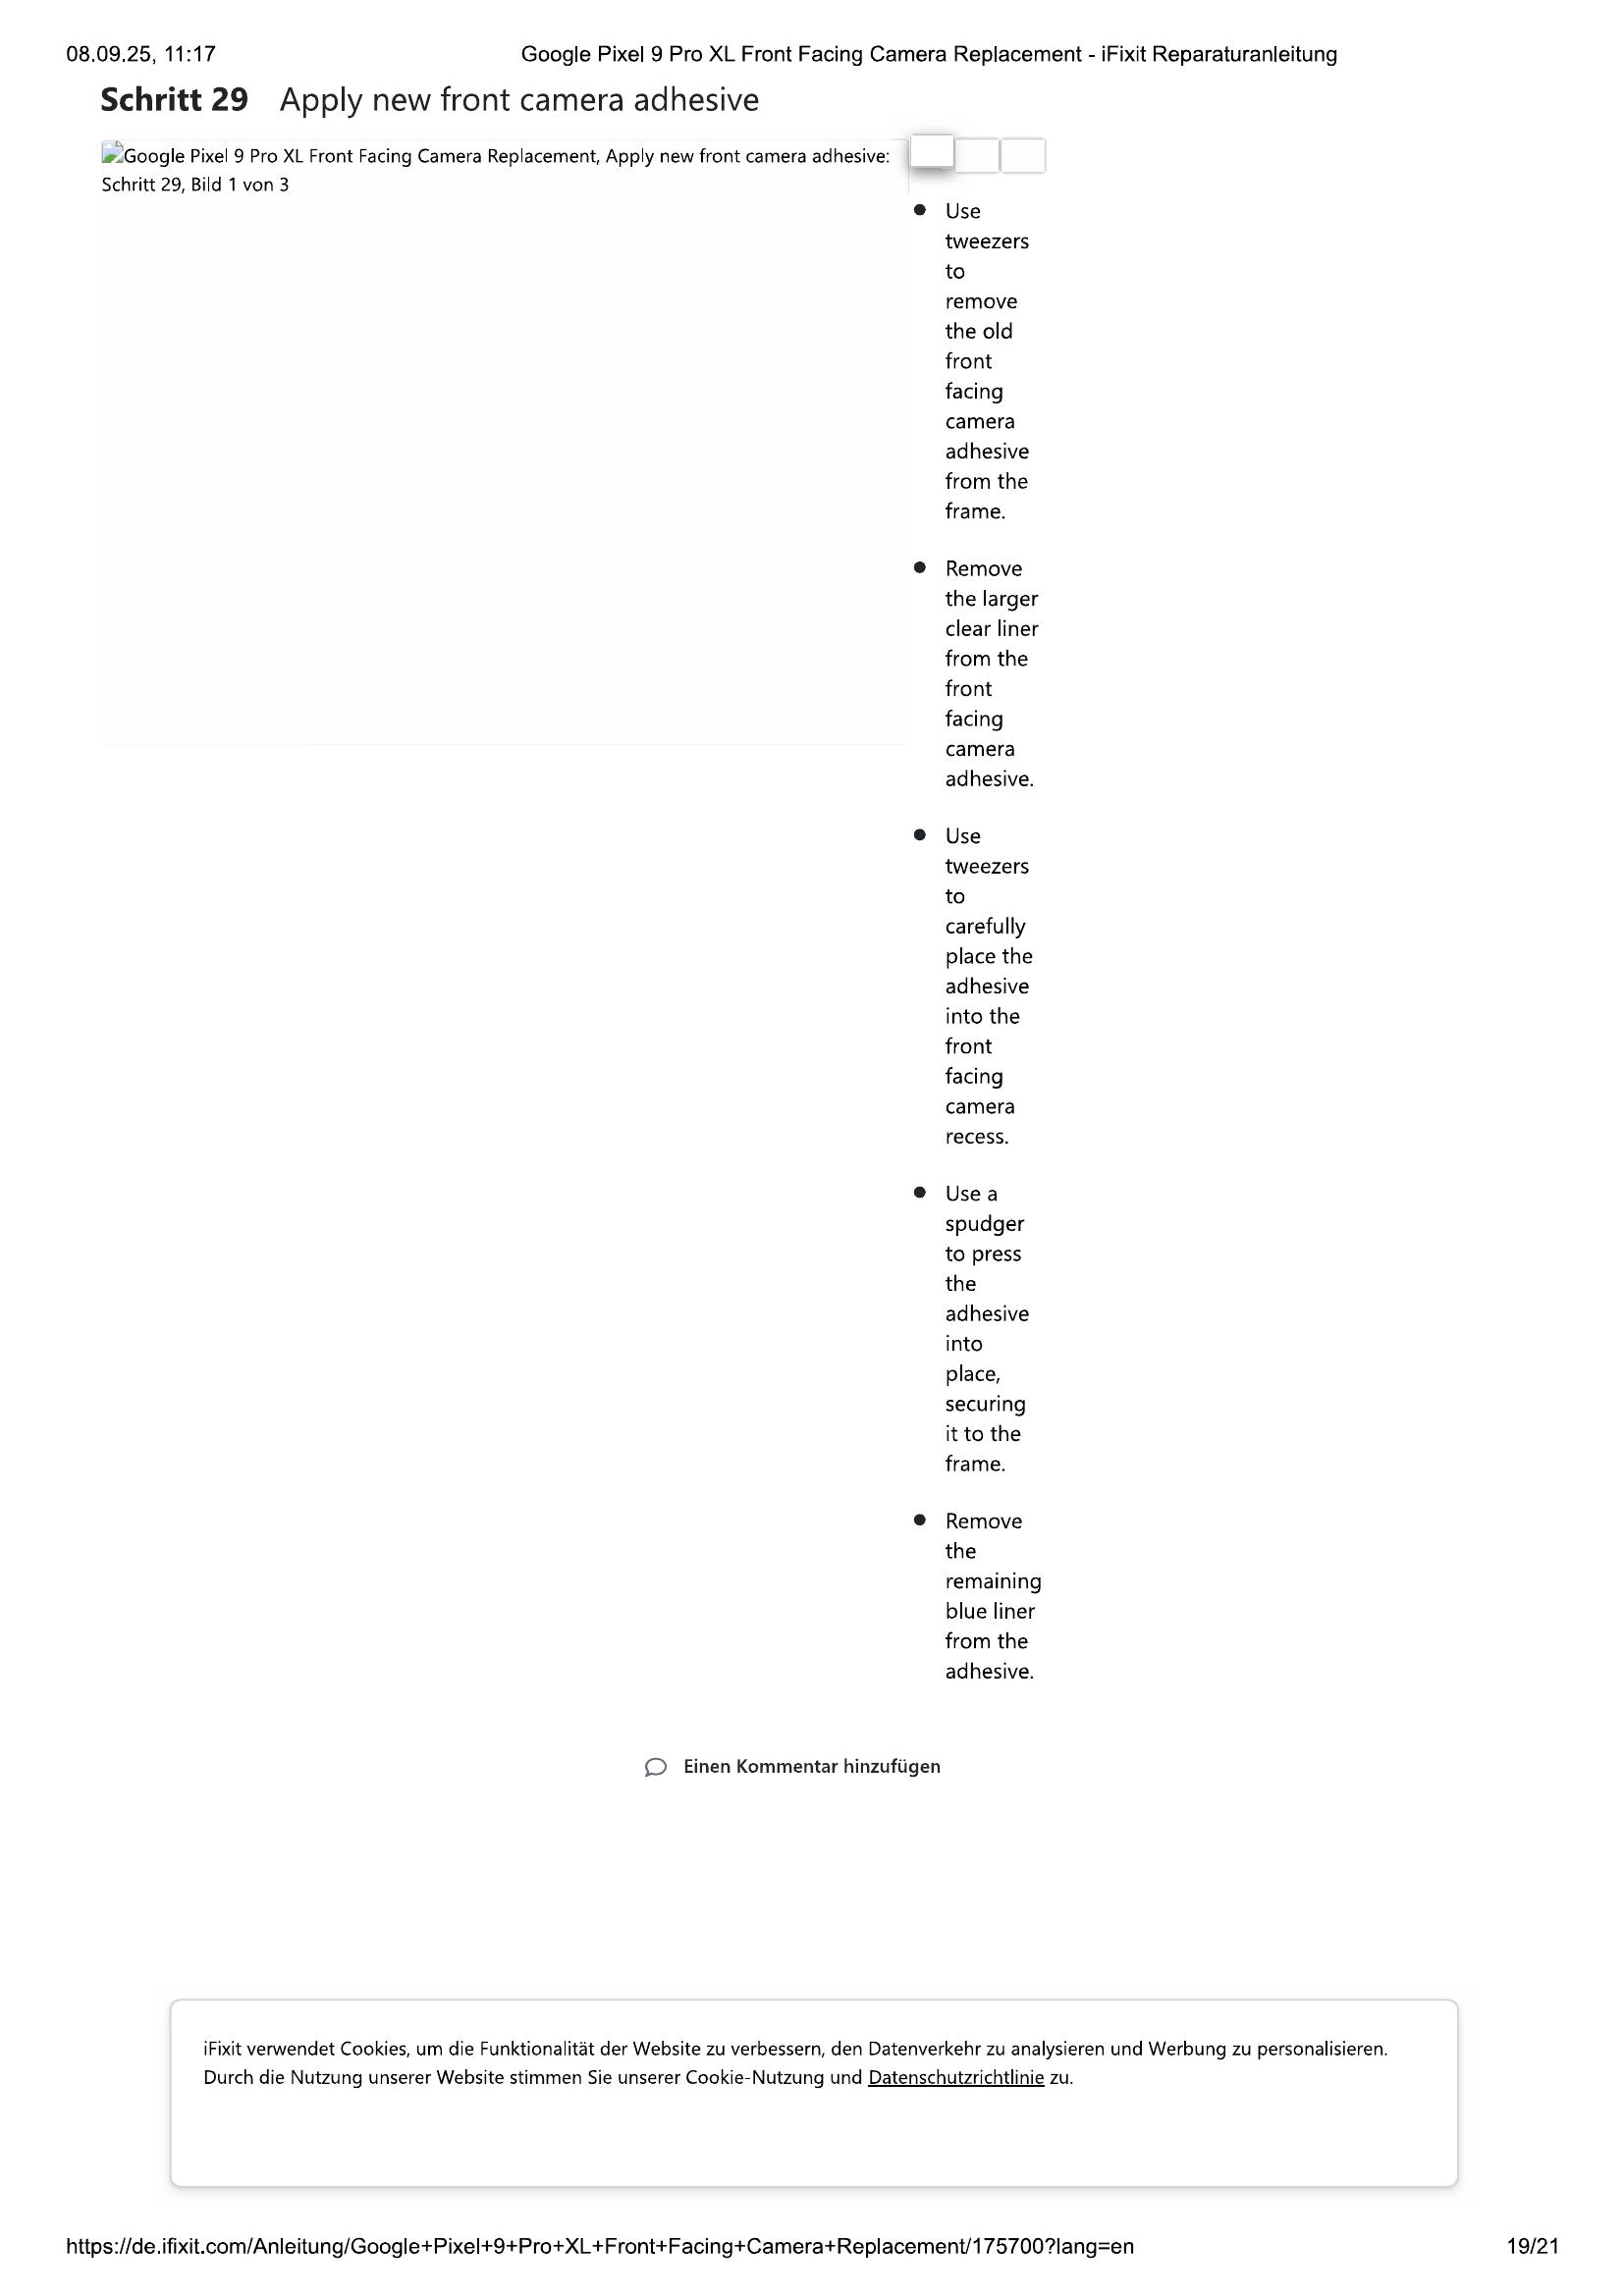 08.09.25, 11:17
Google Pixel 9 Pro XL Front Facing Camera Replacement - iFixit Reparaturanleitung
Schritt 29 Apply new front camera adhesive
Google Pixel 9 Pro XL Front Facing Camera Replacement, Apply new front camera adhesive:
Schritt 29, Bild 1 von 3
Use
tweezers
to
remove
the old
front
facing
camera
adhesive
from the
frame.
Remove
the larger
clear liner
from the
front
facing
camera
adhesive.
Use
tweezers
to
carefully
place the
adhesive
into the
front
facing
camera
recess.
Use a
spudger
to press
the
adhesive
into
place,
securing
it to the
frame.
Remove
the
remaining
blue liner
from the
adhesive.
Einen Kommentar hinzufügen
iFixit verwendet Cookies, um die Funktionalität der Website zu verbessern, den Datenverkehr zu analysieren und Werbung zu personalisieren.
Durch die Nutzung unserer Website stimmen Sie unserer Cookie-Nutzung und Datenschutzrichtlinie zu.
https://de.ifixit.com/Anleitung/Google+Pixel+9+Pro+XL+Front+Facing+Camera+Replacement/175700?lang=en
19/21